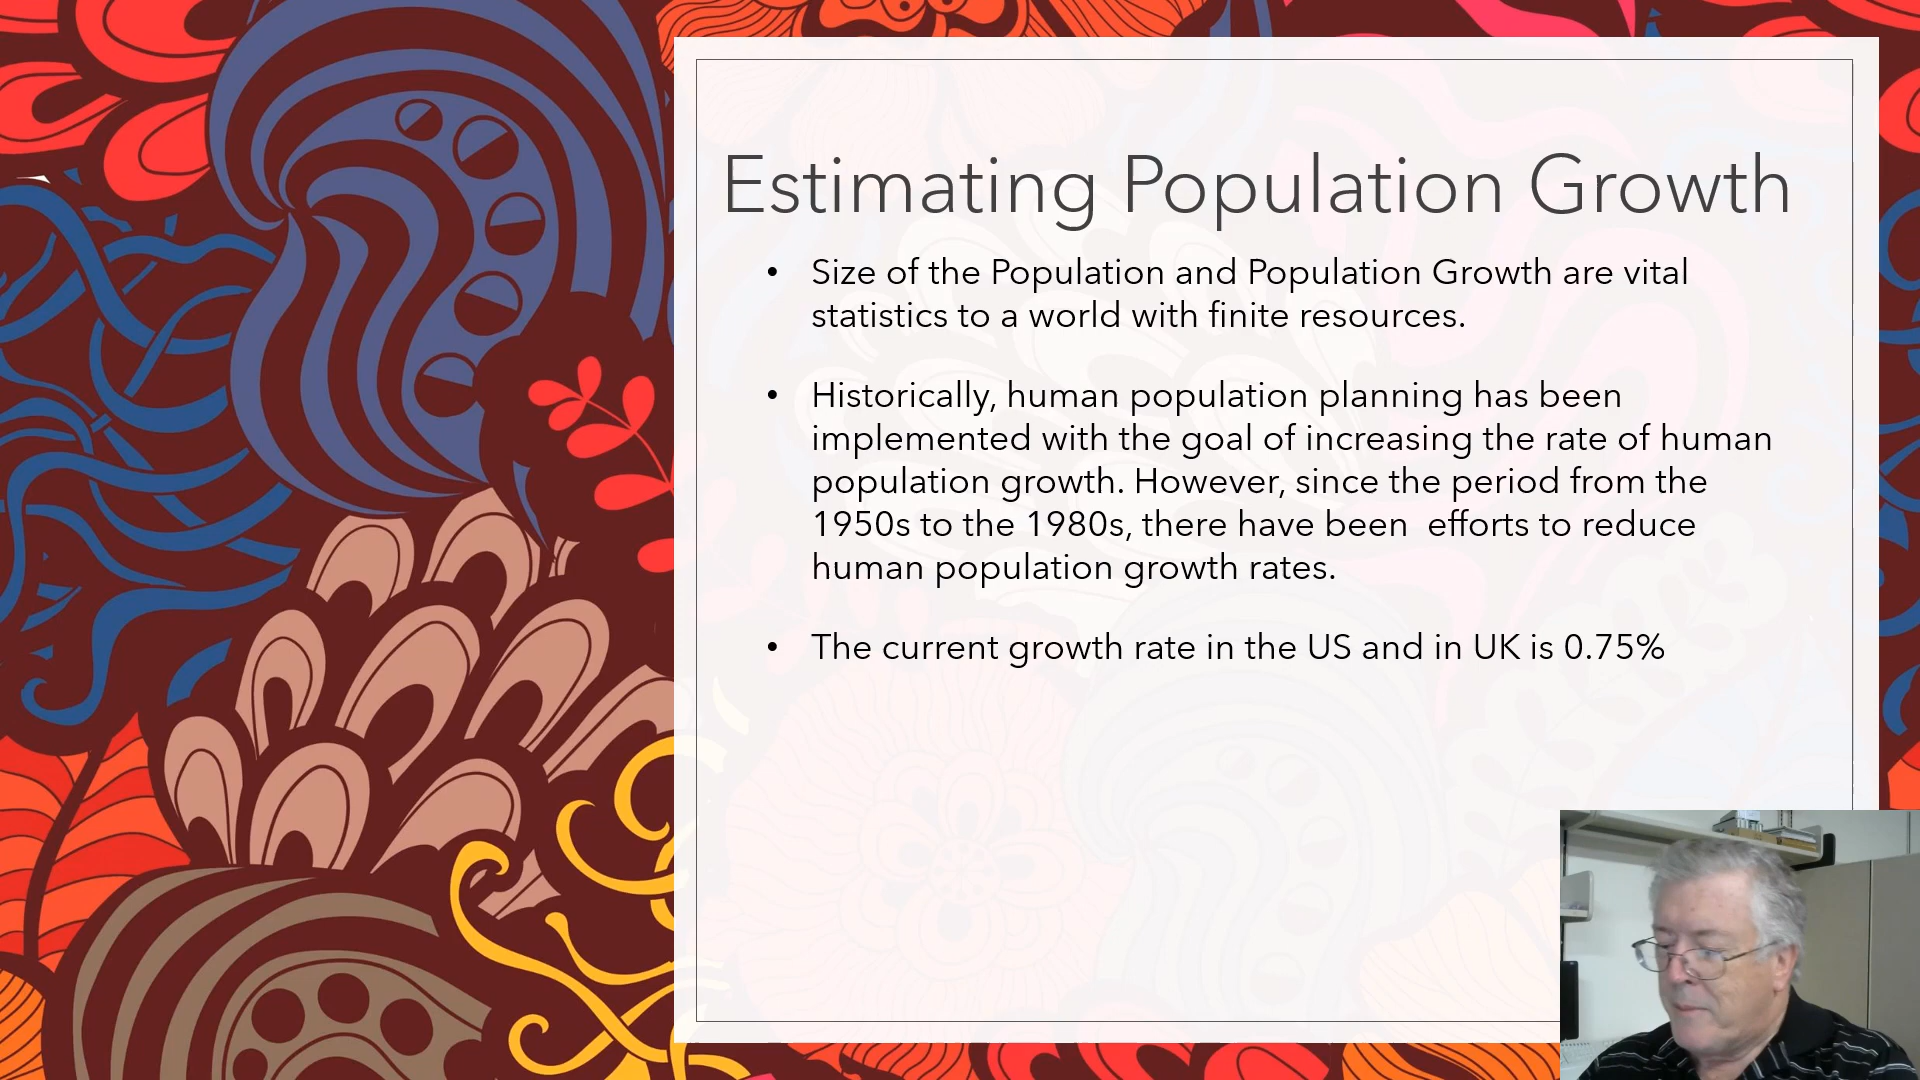 Estimating Population Growth
• Size of the Population and Population Growth are vital
statistics to a world with finite resources.
• Historically, human population planning has been
implemented with the goal of increasing the rate of human
population growth. However, since the period from the
1950s to the 1980s, there have been  efforts to reduce
human population growth rates.
• The current growth rate in the US and in UK is 0.75%